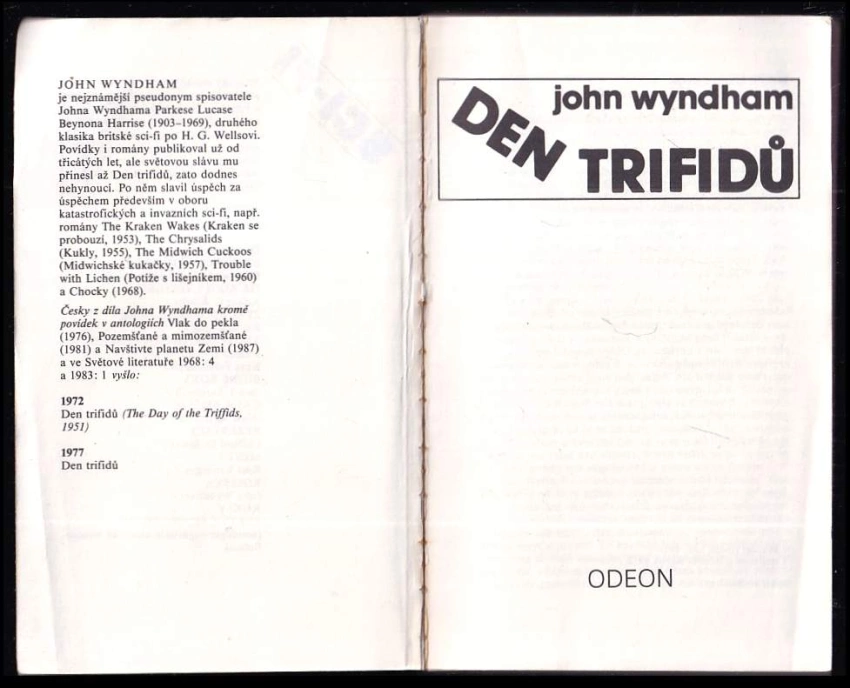 JOHN WYNDHAM
je nejznámější pseudonym spisovatele
Johna Wyndhama Parkese Lucase
Beynona Harrise (1903–1969), druhého
klasika britské sci-fi po H. G. Wellsovi.
Povídky i romány publikoval už od
třicátých let, ale světovou slávu mu
přinesl až Den trifidů, zato dodnes
nehynoucí. Po něm slavil úspěch za
úspěchem především v oboru
katastrofických a invazních sci-fi, např.
romány The Kraken Wakes (Kraken se
probouzí, 1953), The Chrysalids
(Kukly, 1955), The Midwich Cuckoos
(Midwichské kukačky, 1957), Trouble
with Lichen (Potíže s lišejníkem, 1960)
a Chocky (1968).
Česky z díla Johna Wyndhama kromě
povídek v antologiích Vlak do pekla
(1976), Pozemšťané a mimozemšťané
(1981) a Navštivte planetu Zemi (1987)
a ve Světové literatuře 1968: 4
a 1983: 1 vyšlo:
1972
Den trifidů (The Day of the Triffids,
1951)
1977
Den trifidů
john wyndham
DEN
TRIFIDŮ
ODEON